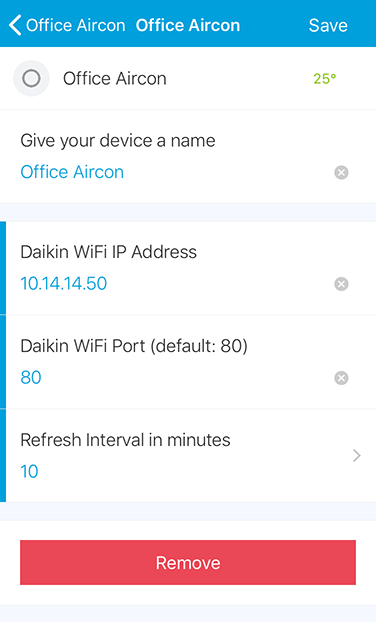 Office Aircon Office Aircon Save
Office Aircon 25°
Give your device a name
Office Aircon
Daikin WiFi IP Address
10.14.14.50
Daikin WiFi Port (default: 80)
80
Refresh Interval in minutes
10
Remove